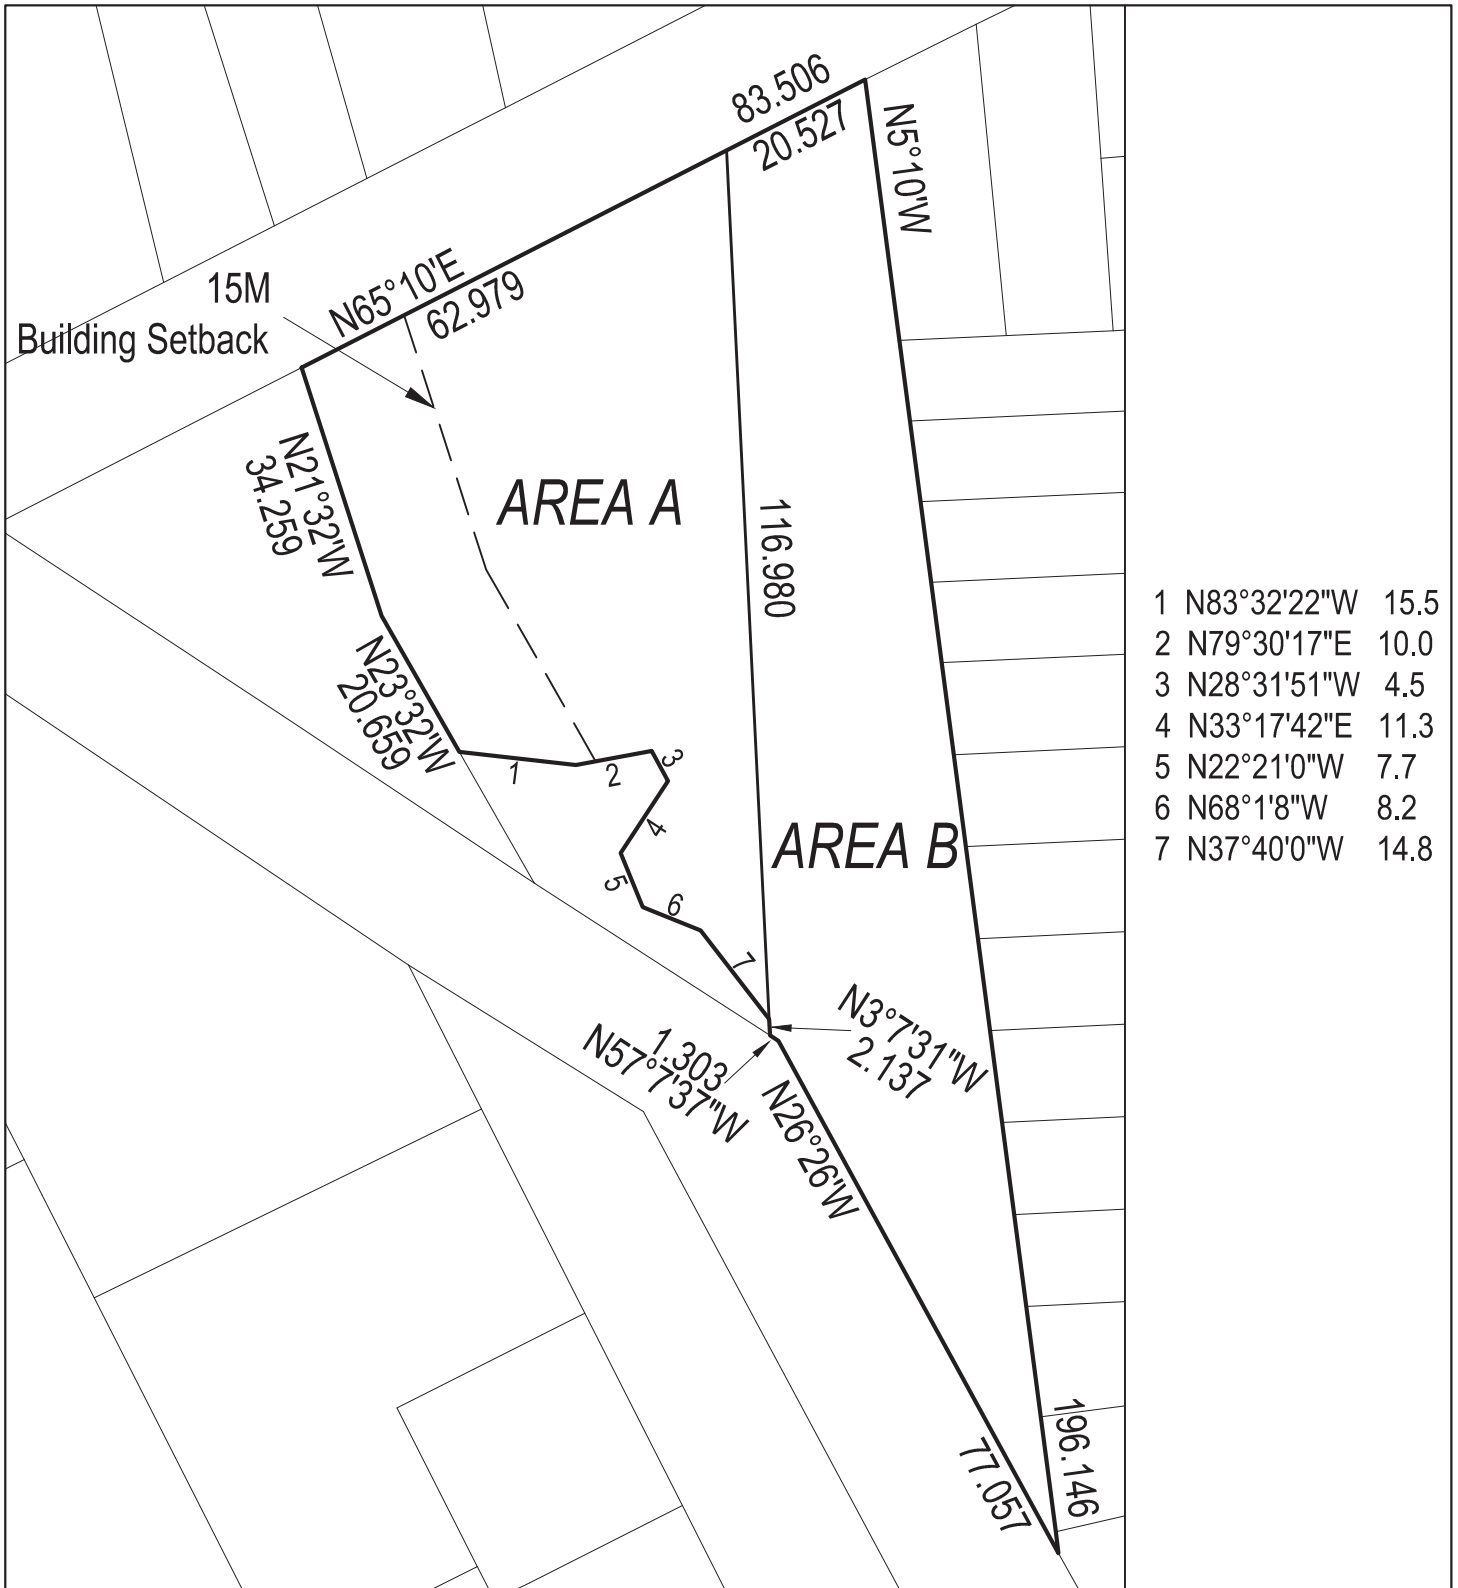 83.506
20.527
N5°10'W
N65°10'E
62.979
15M
Building Setback
N21°32'W
34.259
AREA A
116.980
N23°32'W
20.659
1
2
3
4
5
6
7
AREA B
N3°7'31"W
2.137
1.303
N57°7'37"W
N26°26'W
77.057
196.146
1 N83°32'22"W 15.5
2 N79°30'17"E 10.0
3 N28°31'51"W 4.5
4 N33°17'42"E 11.3
5 N22°21'0"W 7.7
6 N68°1'8"W 8.2
7 N37°40'0"W 14.8